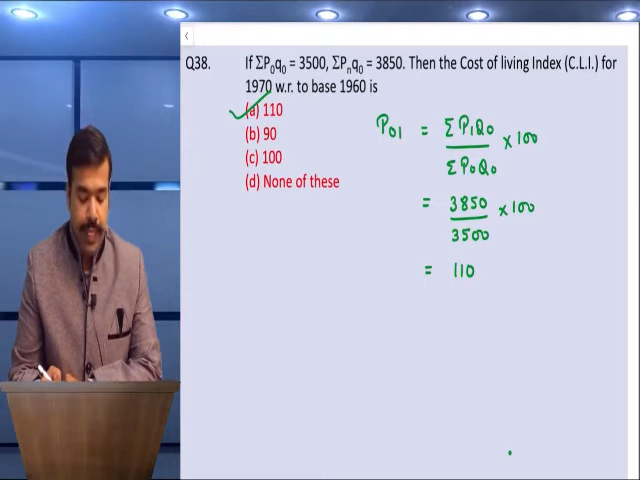 Q38. If ΣP₀q₀ = 3500, ΣPₙq₀ = 3850. Then the Cost of living Index (C.L.I.) for
1970 w.r. to base 1960 is
(a) 110
(b) 90
(c) 100
(d) None of these
P₀₁ = ΣP₁Q₀ / ΣP₀Q₀ × 100
= 3850 / 3500 × 100
= 110